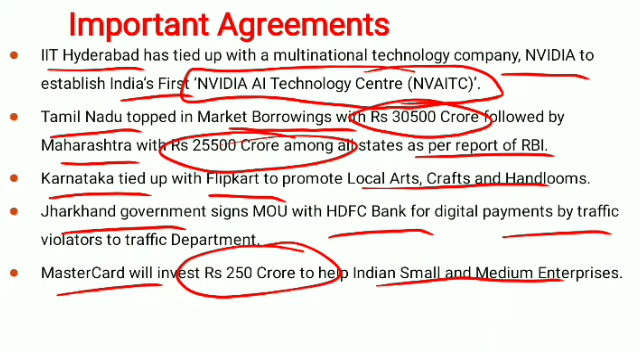 Important Agreements
• IIT Hyderabad has tied up with a multinational technology company, NVIDIA to
establish India's First 'NVIDIA AI Technology Centre (NVAITC)'.
• Tamil Nadu topped in Market Borrowings with Rs 30500 Crore followed by
Maharashtra with Rs 25500 Crore among all states as per report of RBI.
• Karnataka tied up with Flipkart to promote Local Arts, Crafts and Handlooms.
• Jharkhand government signs MOU with HDFC Bank for digital payments by traffic
violators to traffic Department.
• MasterCard will invest Rs 250 Crore to help Indian Small and Medium Enterprises.